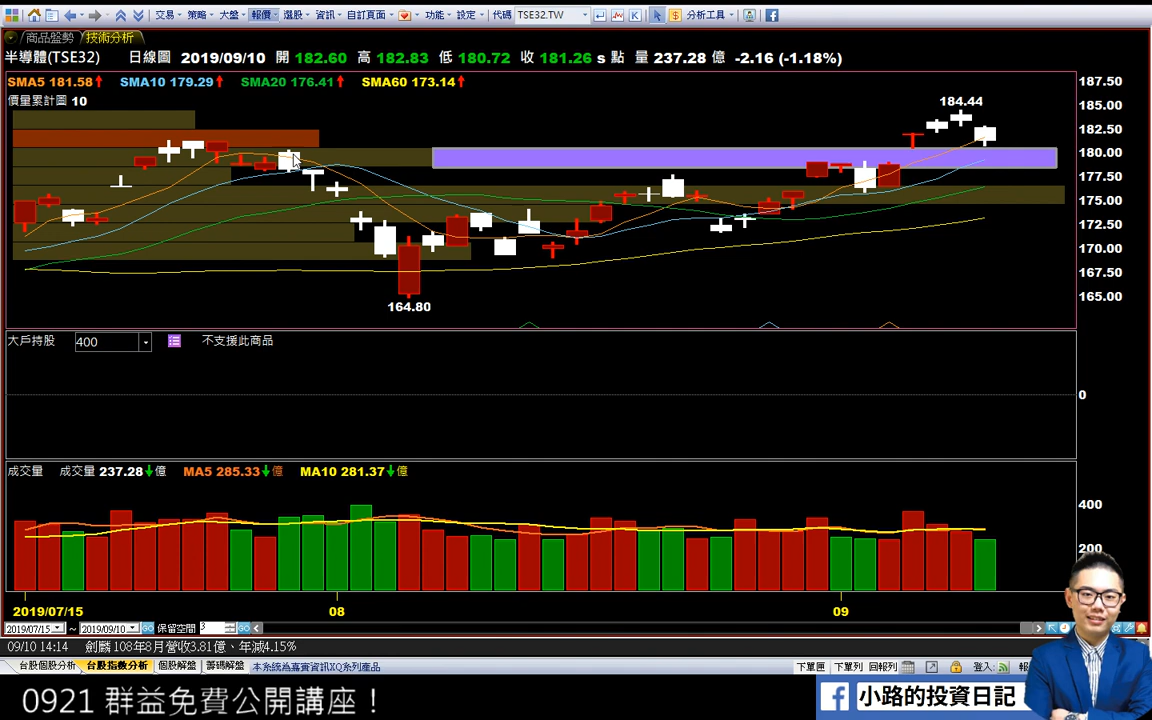 交易 策略 大盤 報價 選股 資訊 自訂頁面 功能 設定 代碼 TSE32.TW K $ 分析工具
商品盤勢 技術分析
半導體(TSE32) 日線圖 2019/09/10 開 182.60 高 182.83 低 180.72 收 181.26 s 點 量 237.28 億 -2.16 (-1.18%)
SMA5 181.58 SMA10 179.29 SMA20 176.41 SMA60 173.14
價量累計圖 10
187.50
185.00
182.50
180.00
177.50
175.00
172.50
170.00
167.50
165.00
184.44
164.80
大戶持股 400 不支援此商品
0
成交量 成交量 237.28 億 MA5 285.33 億 MA10 281.37 億
400
200
2019/07/15 08 09
2019/07/15 ~ 2019/09/10 GO 保留空間 3 GO
09/10 14:14 劍麟 108年8月營收3.81億、年減4.15%
台股個股分析 台股指數分析 個股解盤 籌碼解盤 本系統為嘉實資訊XQ系列產品 下單匣 下單列 回報列 登入
0921 群益免費公開講座！
小路的投資日記